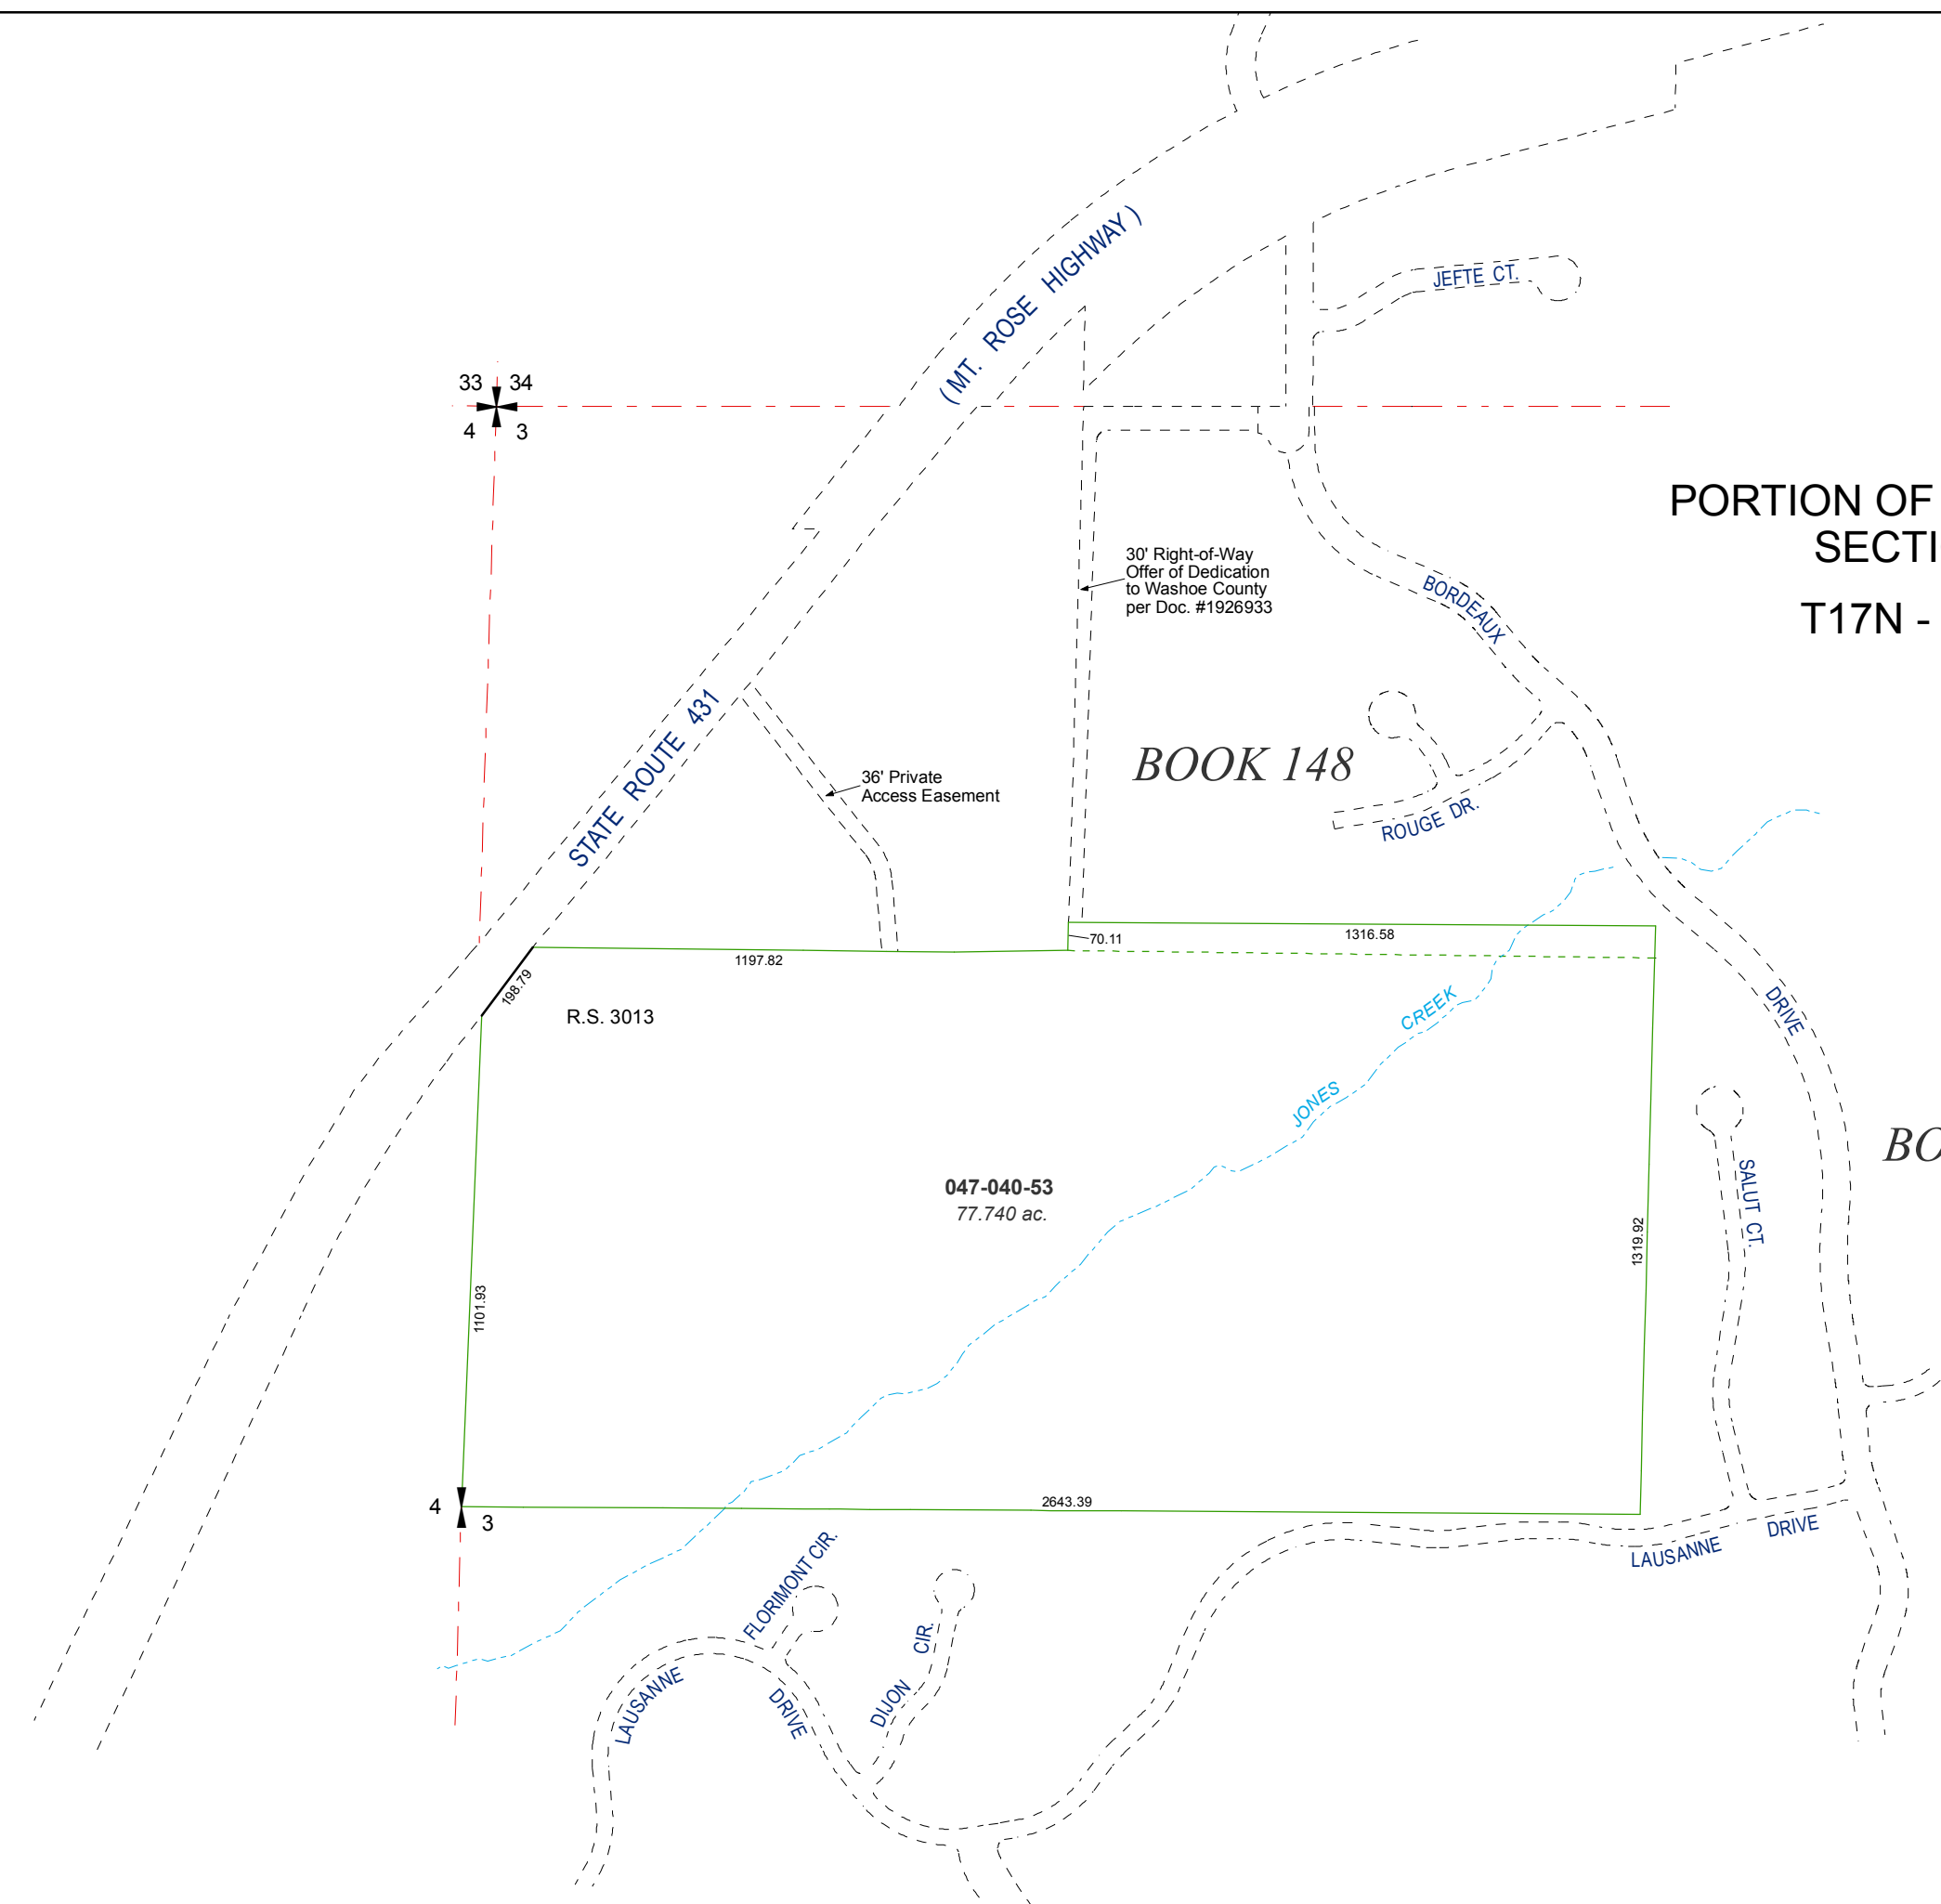 (MT. ROSE HIGHWAY)
JEFTE CT.
33 34
4 3
PORTION OF
SECTI
T17N -
30' Right-of-Way
Offer of Dedication
to Washoe County
per Doc. #1926933
BORDEAUX
STATE ROUTE 431
BOOK 148
36' Private
Access Easement
ROUGE DR.
70.11
1316.58
1197.82
198.79
R.S. 3013
CREEK
DRIVE
JONES
BO
SALUT CT.
047-040-53
77.740 ac.
1319.92
1101.93
4
3
2643.39
DRIVE
LAUSANNE
FLORIMONT CIR.
CIR.
LAUSANNE
DRIVE
DIJON